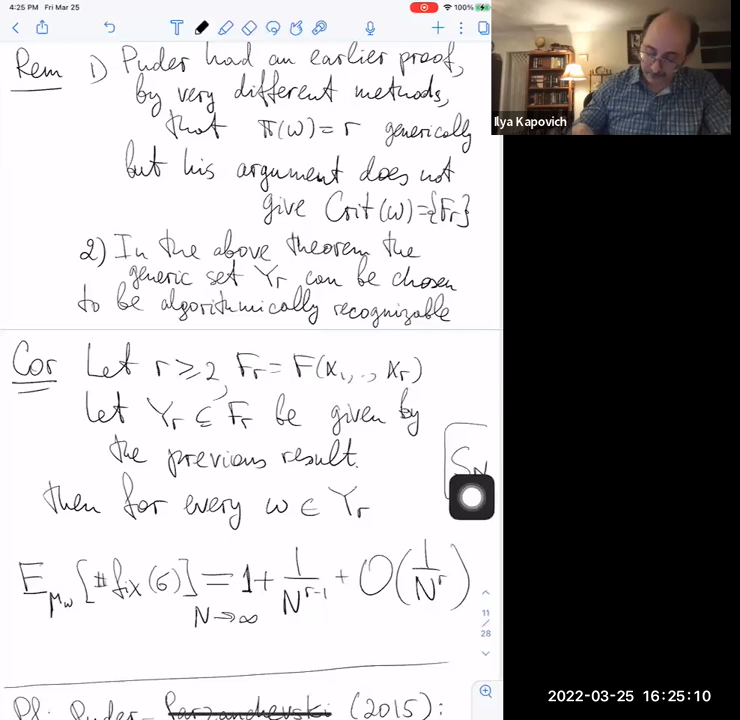 4:25 PM Fri Mar 25
100%
Rem 1) Puder had an earlier proof,
by very different methods,
that π(w) = r generically
but his argument does not
give Crit(w) = {Fr}
2) In the above theorem the
generic set Yr can be chosen
to be algorithmically recognizable
Ilya Kapovich
Cor Let r ≥ 2, Fr = F(x1, .., xr)
Let Yr ⊆ Fr be given by
the previous result.
SN
then for every w ∈ Yr
Eμw[#fix(σ)] = 1 + 1/N^(r-1) + O(1/N^r)
N→∞
11
/
28
Pf. Puder- Parzanchevski (2015):
2022-03-25 16:25:10